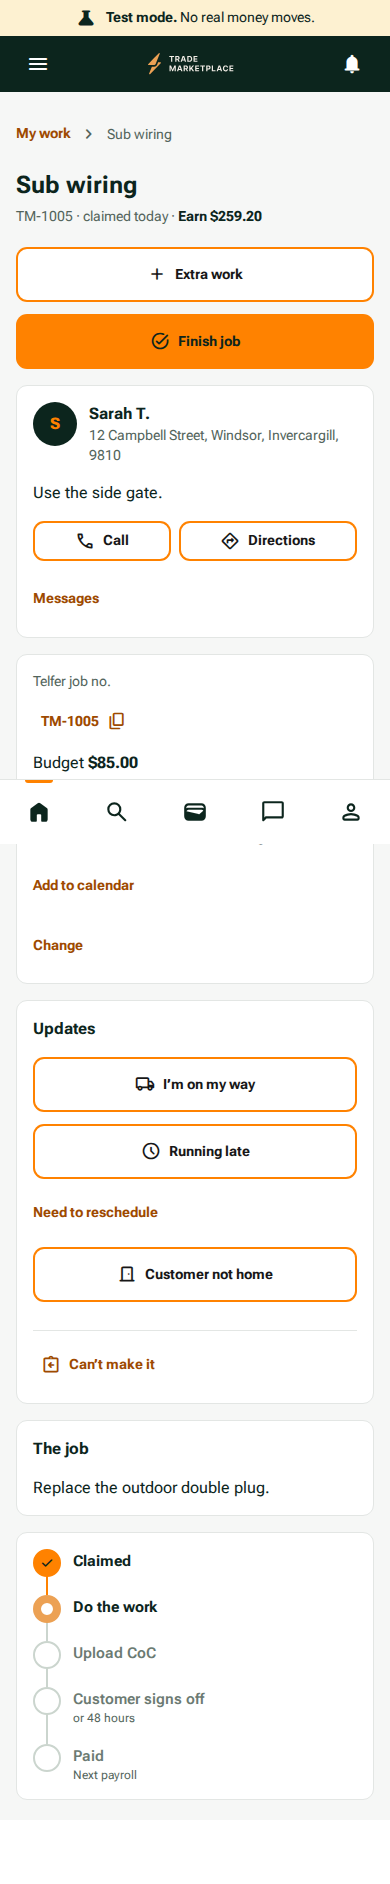 Test mode. No real money moves.
TRADE
MARKETPLACE
My work > Sub wiring
Sub wiring
TM-1005 · claimed today · Earn $259.20
+ Extra work
Finish job
S
Sarah T.
12 Campbell Street, Windsor, Invercargill,
9810
Use the side gate.
Call
Directions
Messages
Telfer job no.
TM-1005
Budget $85.00
Add to calendar
Change
Updates
I'm on my way
Running late
Need to reschedule
Customer not home
Can't make it
The job
Replace the outdoor double plug.
Claimed
Do the work
Upload CoC
Customer signs off
or 48 hours
Paid
Next payroll